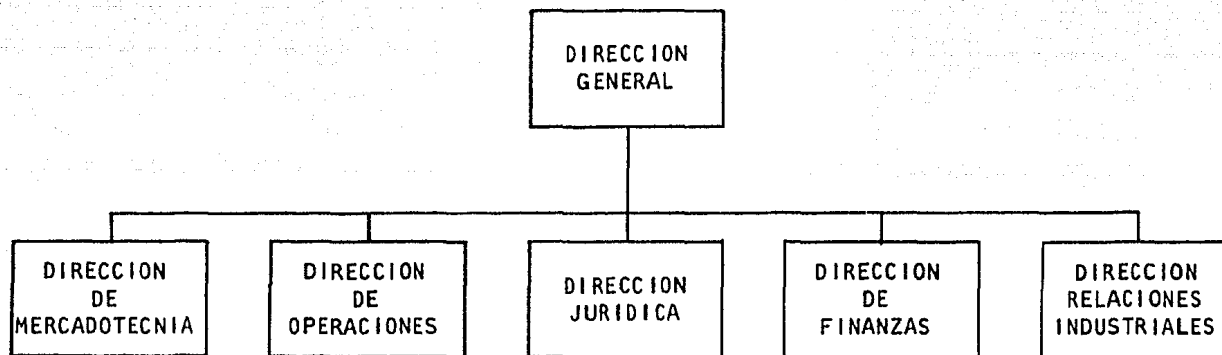 DIRECCION
GENERAL
DIRECCION
DE
MERCADOTECNIA
DIRECCION
DE
OPERACIONES
DIRECCION
JURIDICA
DIRECCION
DE
FINANZAS
DIRECCION
RELACIONES
INDUSTRIALES